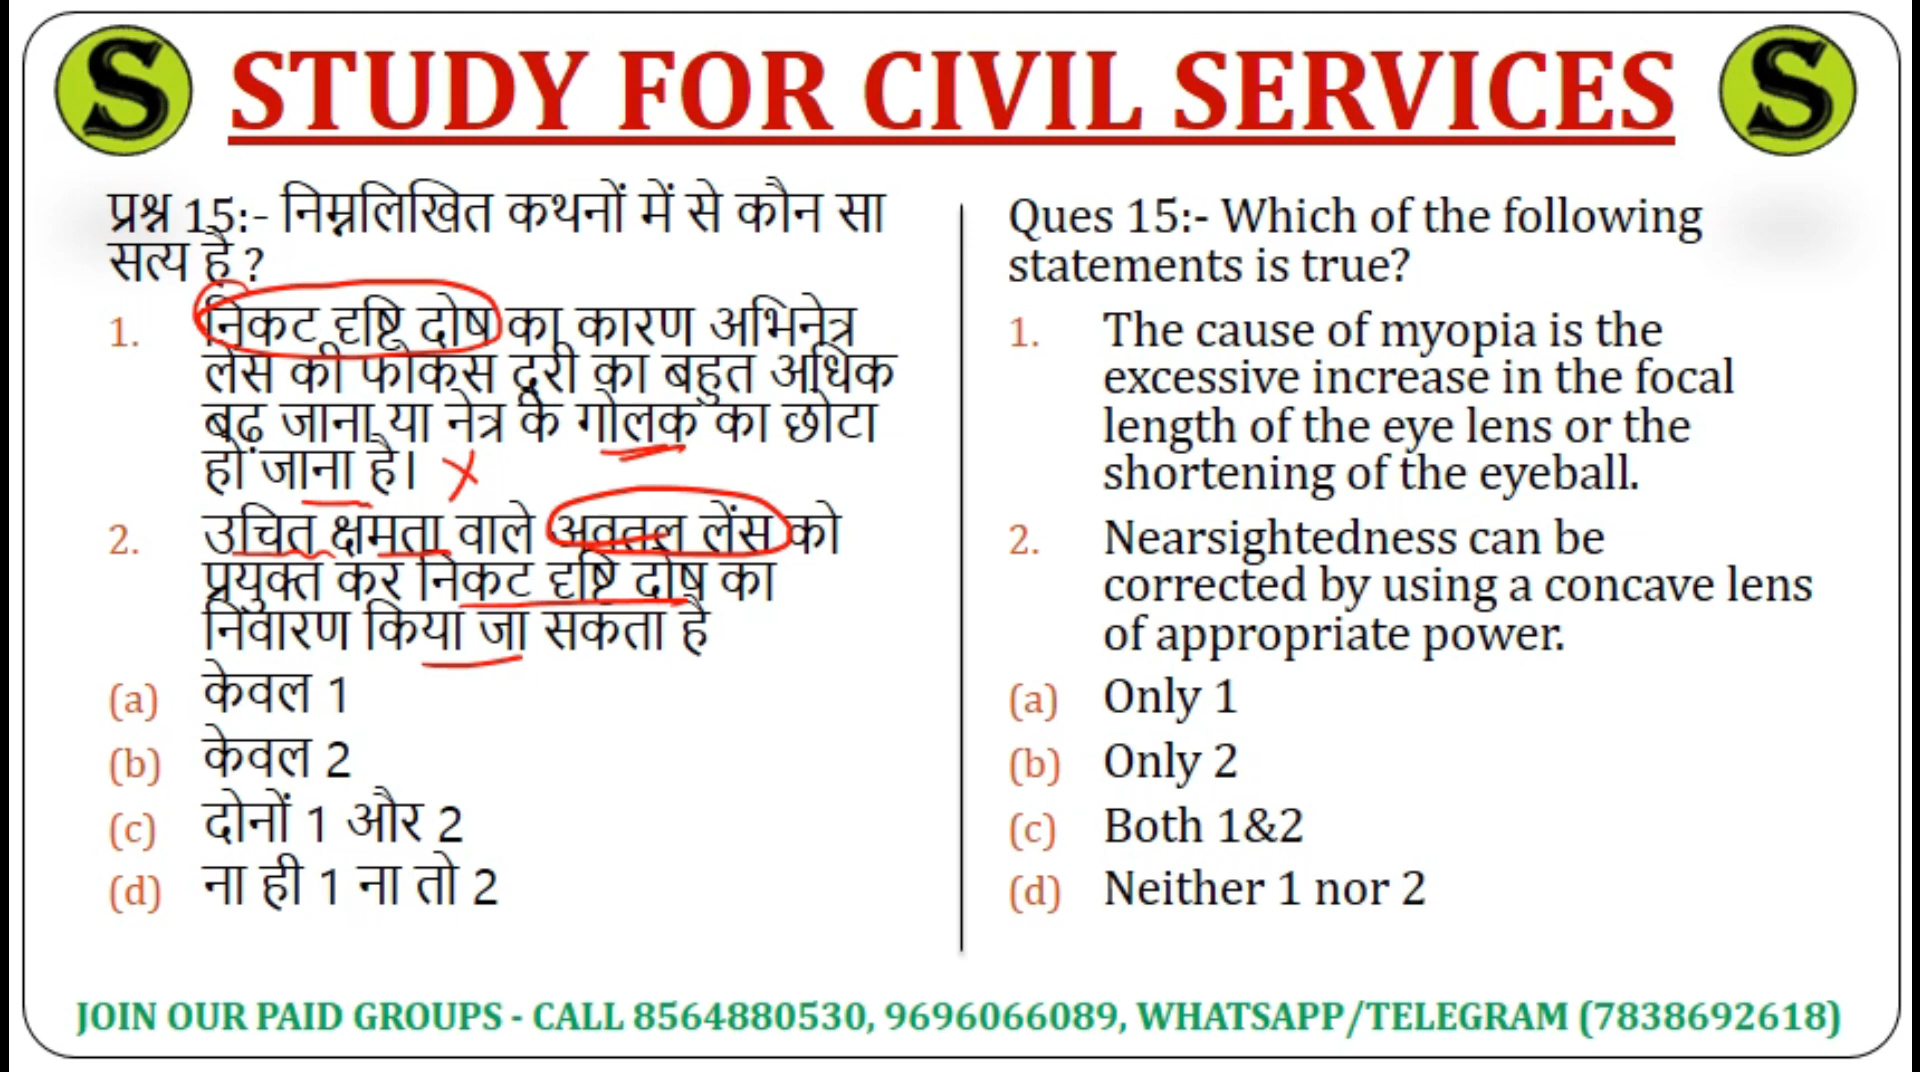 S
STUDY FOR CIVIL SERVICES
S
प्रश्न 15:- निम्नलिखित कथनों में से कौन सा
सत्य है ?
1. निकट दृष्टि दोष का कारण अभिनेत्र
लेंस की फोकस दूरी का बहुत अधिक
बढ़ जाना या नेत्र के गोलक का छोटा
हो जाना है।
2. उचित क्षमता वाले अवतल लेंस को
प्रयुक्त कर निकट दृष्टि दोष का
निवारण किया जा सकता है
(a) केवल 1
(b) केवल 2
(c) दोनों 1 और 2
(d) ना ही 1 ना तो 2
Ques 15:- Which of the following
statements is true?
1. The cause of myopia is the
excessive increase in the focal
length of the eye lens or the
shortening of the eyeball.
2. Nearsightedness can be
corrected by using a concave lens
of appropriate power.
(a) Only 1
(b) Only 2
(c) Both 1&2
(d) Neither 1 nor 2
JOIN OUR PAID GROUPS - CALL 8564880530, 9696066089, WHATSAPP/TELEGRAM (7838692618)